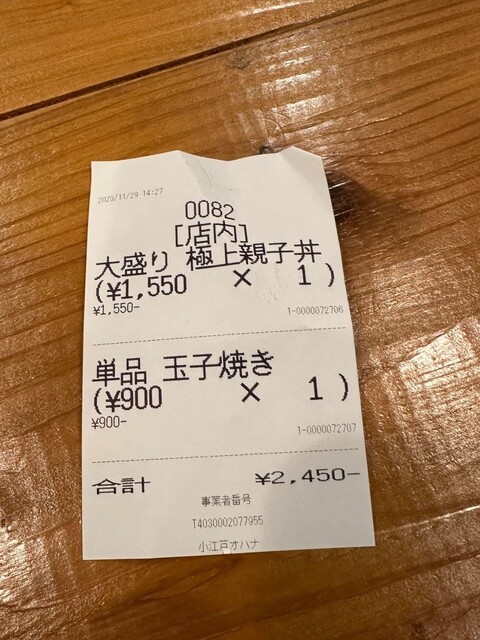 2023/11/29 14:27
0082
[店内]
大盛り 極上親子丼
(¥1,550 × 1)
¥1,550-
1-0000072706
単品 玉子焼き
(¥900 × 1)
¥900-
1-0000072707
合計 ¥2,450-
事業者番号
T4030002077955
小江戸オハナ